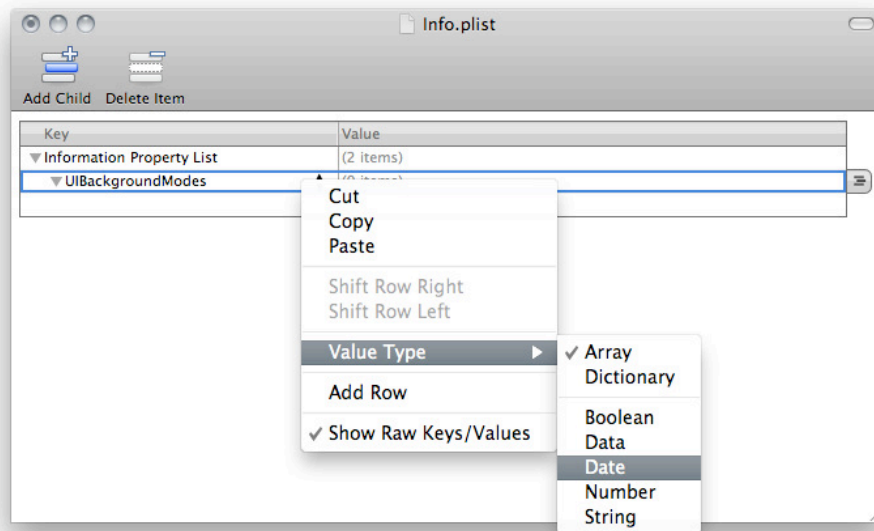 Info.plist
Add Child Delete Item
Key Value
Information Property List (2 items)
UIBackgroundModes (0 items)
Cut
Copy
Paste
Shift Row Right
Shift Row Left
Value Type
Array
Dictionary
Add Row
Boolean
Show Raw Keys/Values
Data
Date
Number
String